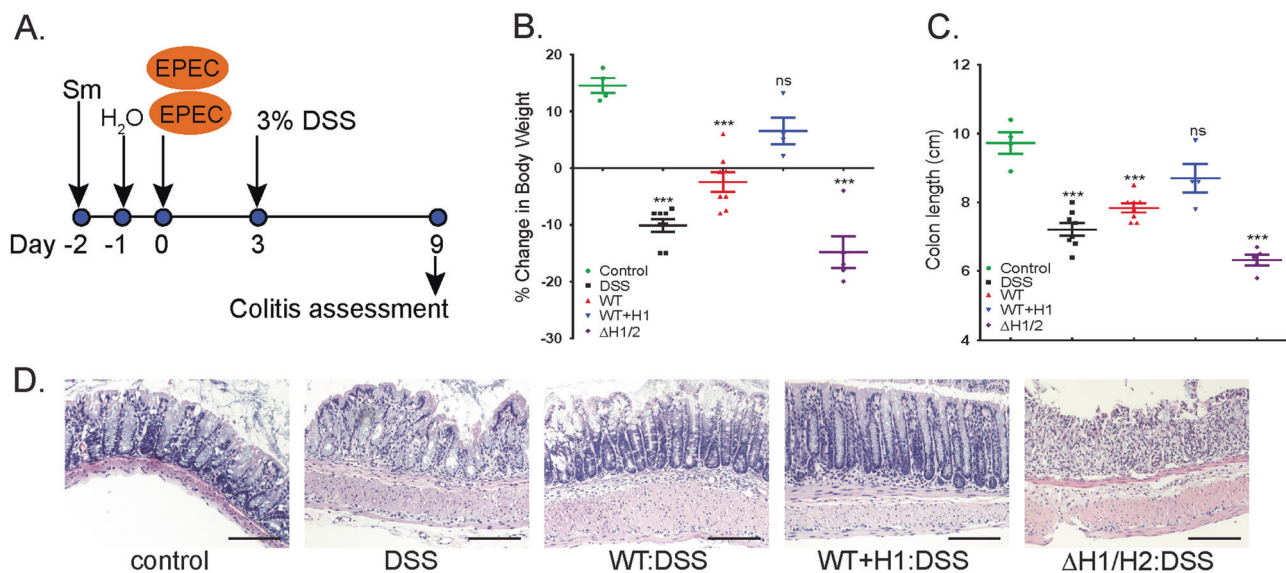 A.
EPEC
EPEC
Sm
H₂O
3% DSS
Day -2 -1 0 3 9
Colitis assessment
B.
% Change in Body Weight
20
10
0
-10
-20
-30
***
***
ns
***
Control
DSS
WT
WT+H1
ΔH1/2
C.
Colon length (cm)
12
10
8
6
4
***
***
ns
***
Control
DSS
WT
WT+H1
ΔH1/2
D.
control
DSS
WT:DSS
WT+H1:DSS
ΔH1/H2:DSS